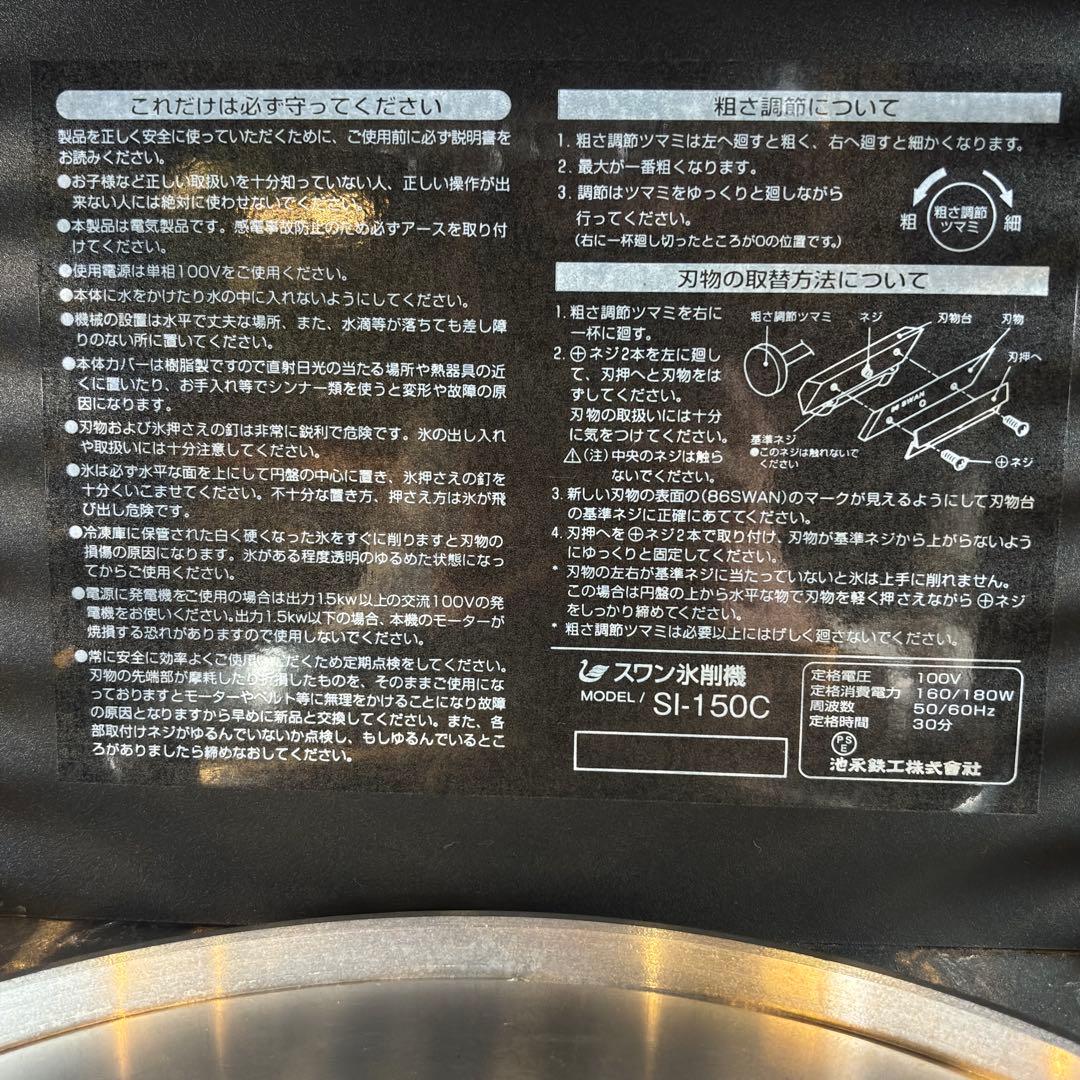 これだけは必ず守ってください
製品を正しく安全に使っていただくために、ご使用前に必ず説明書を
お読みください。
●お子様など正しい取扱いを十分知っていない人、正しい操作が出
来ない人には絶対に使わせないでください。
●本製品は電気製品です。感電事故防止のため必ずアースを取り付
けてください。
●使用電源は単相100Vをご使用ください。
●本体に水をかけたり水の中に入れないようにしてください。
●機械の設置は水平で丈夫な場所、また、水滴等が落ちても差し障
りのない所に置いてください。
●本体カバーは樹脂製ですので直射日光の当たる場所や熱器具の近
くに置いたり、お手入れ等でシンナー類を使うと変形や故障の原
因になります。
●刃物および氷押さえの釘は非常に鋭利で危険です。氷の出し入れ
や取扱いには十分注意してください。
●氷は必ず水平な面を上にして円盤の中心に置き、氷押さえの釘を
十分くいこませてください。不十分な置き方、押さえ方は氷が飛
び出し危険です。
●冷凍庫に保管された白く硬くなった氷をすぐに削りますと刃物の
損傷の原因になります。氷がある程度透明のゆるめた状態になっ
てからご使用ください。
●電源に発電機をご使用の場合は出力1.5kw以上の交流100Vの発
電機をお使いください。出力1.5kw以下の場合、本機のモーターが
焼損する恐れがありますので使用しないでください。
●常に安全に効率よくご使用いただくため定期点検をしてください。
刃物の先端部が摩耗したり折損したものを、そのままご使用にな
っておりますとモーターやベルト等に無理をかけることになり故障
の原因となりますから早めに新品と交換してください。また、各
部取付けネジがゆるんでいないか点検し、もしゆるんでいるとこ
ろがありましたら締めなおしてください。
粗さ調節について
1. 粗さ調節ツマミは左へ廻すと粗く、右へ廻すと細かくなります。
2. 最大が一番粗くなります。
3. 調節はツマミをゆっくりと廻しながら
行ってください。
(右に一杯廻し切ったところが0の位置です。)
粗 粗さ調節 細
ツマミ
刃物の取替方法について
1. 粗さ調節ツマミを右に
一杯に廻す。
2. ⊕ネジ2本を左に廻し
て、刃押へと刃物をは
ずしてください。
刃物の取扱いには十分
に気をつけてください。
⚠(注)中央のネジは触ら
ないでください。
粗さ調節ツマミ ネジ 刃物台 刃物
刃押へ
86 SWAN
基準ネジ
●このネジは触れないで
ください
⊕ネジ
3. 新しい刃物の表面の(86SWAN)のマークが見えるようにして刃物台
の基準ネジに正確にあててください。
4. 刃押へを⊕ネジ2本で取り付け、刃物が基準ネジから上がらないよう
にゆっくりと固定してください。
* 刃物の左右が基準ネジに当たっていないと氷は上手に削れません。
この場合は円盤の上から水平な物で刃物を軽く押さえながら⊕ネジ
をしっかり締めてください。
* 粗さ調節ツマミは必要以上にはげしく廻さないでください。
スワン氷削機
MODEL / SI-150C
定格電圧 100V
定格消費電力 160/180W
周波数 50/60Hz
定格時間 30分
PSE
池永鉄工株式會社